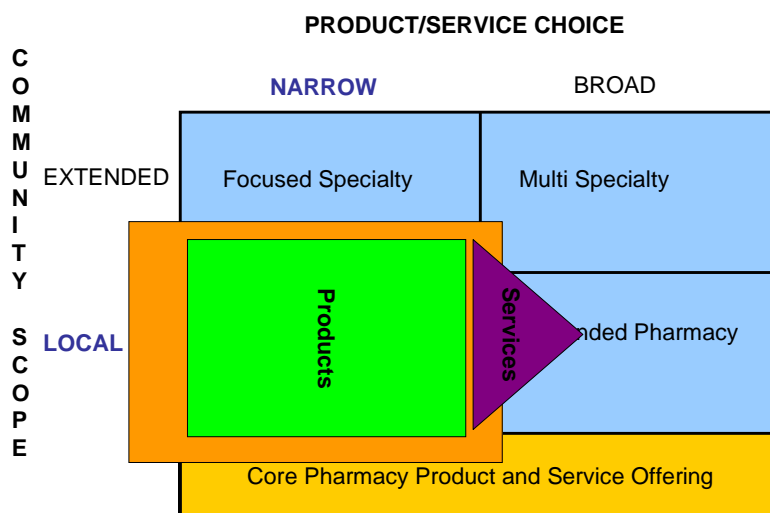 PRODUCT/SERVICE CHOICE
COMMUNITY SCOPE
NARROW
BROAD
EXTENDED
Focused Specialty
Multi Specialty
LOCAL
Products
Services
Pharmacy
Core Pharmacy Product and Service Offering